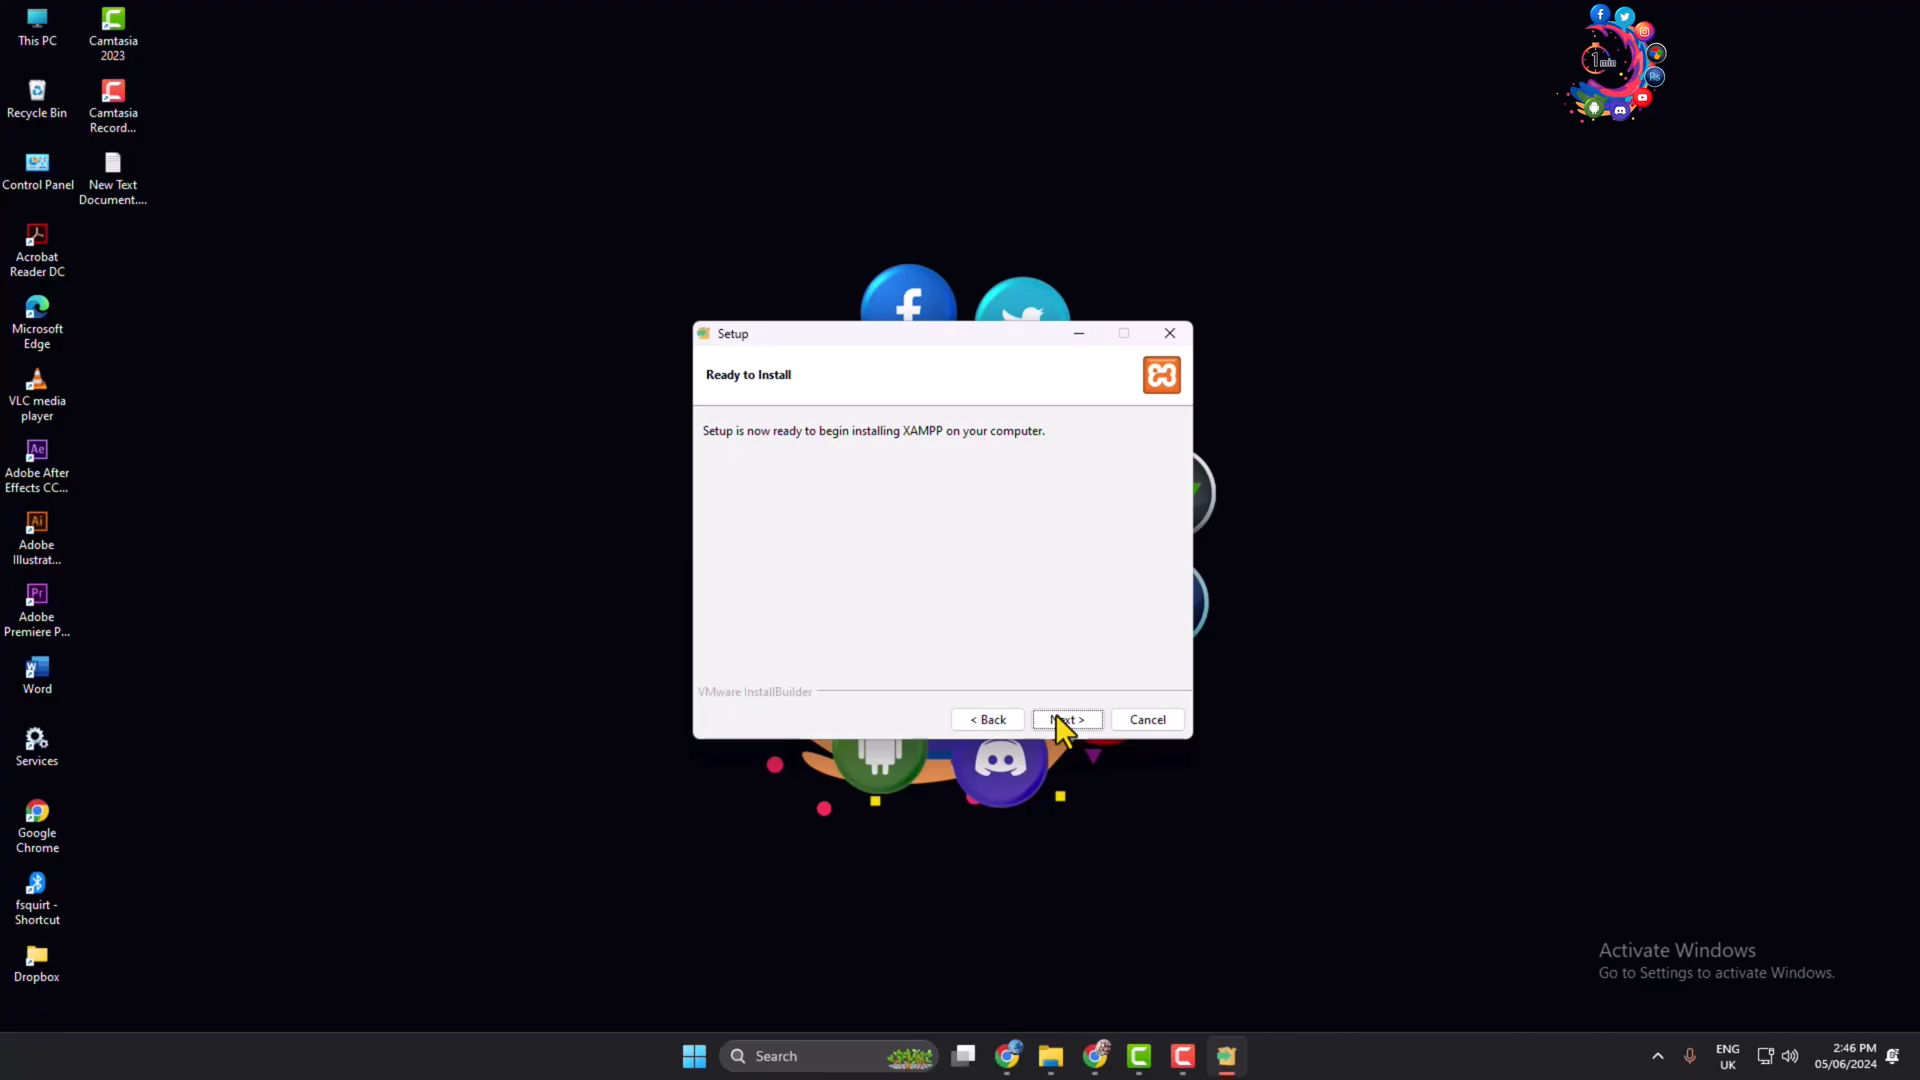 This PC
Camtasia
2023
Recycle Bin
Camtasia
Record...
Control Panel
New Text
Document....
Acrobat
Reader DC
Microsoft
Edge
VLC media
player
Adobe After
Effects CC...
Adobe
Illustrat...
Adobe
Premiere P...
Word
Services
Google
Chrome
fsquirt -
Shortcut
Dropbox
1 min
Ps
Setup
Ready to Install
Setup is now ready to begin installing XAMPP on your computer.
VMware InstallBuilder
< Back
Cancel
Activate Windows
Go to Settings to activate Windows.
Search
ENG
UK
2:46 PM
05/06/2024